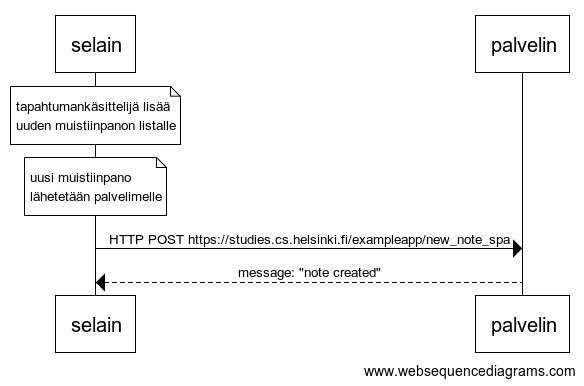 selain
palvelin
tapahtumankäsittelijä lisää
uuden muistiinpanon listalle
uusi muistiinpano
lähetetään palvelimelle
HTTP POST https://studies.cs.helsinki.fi/exampleapp/new_note_spa
message: "note created"
selain
palvelin
www.websequencediagrams.com